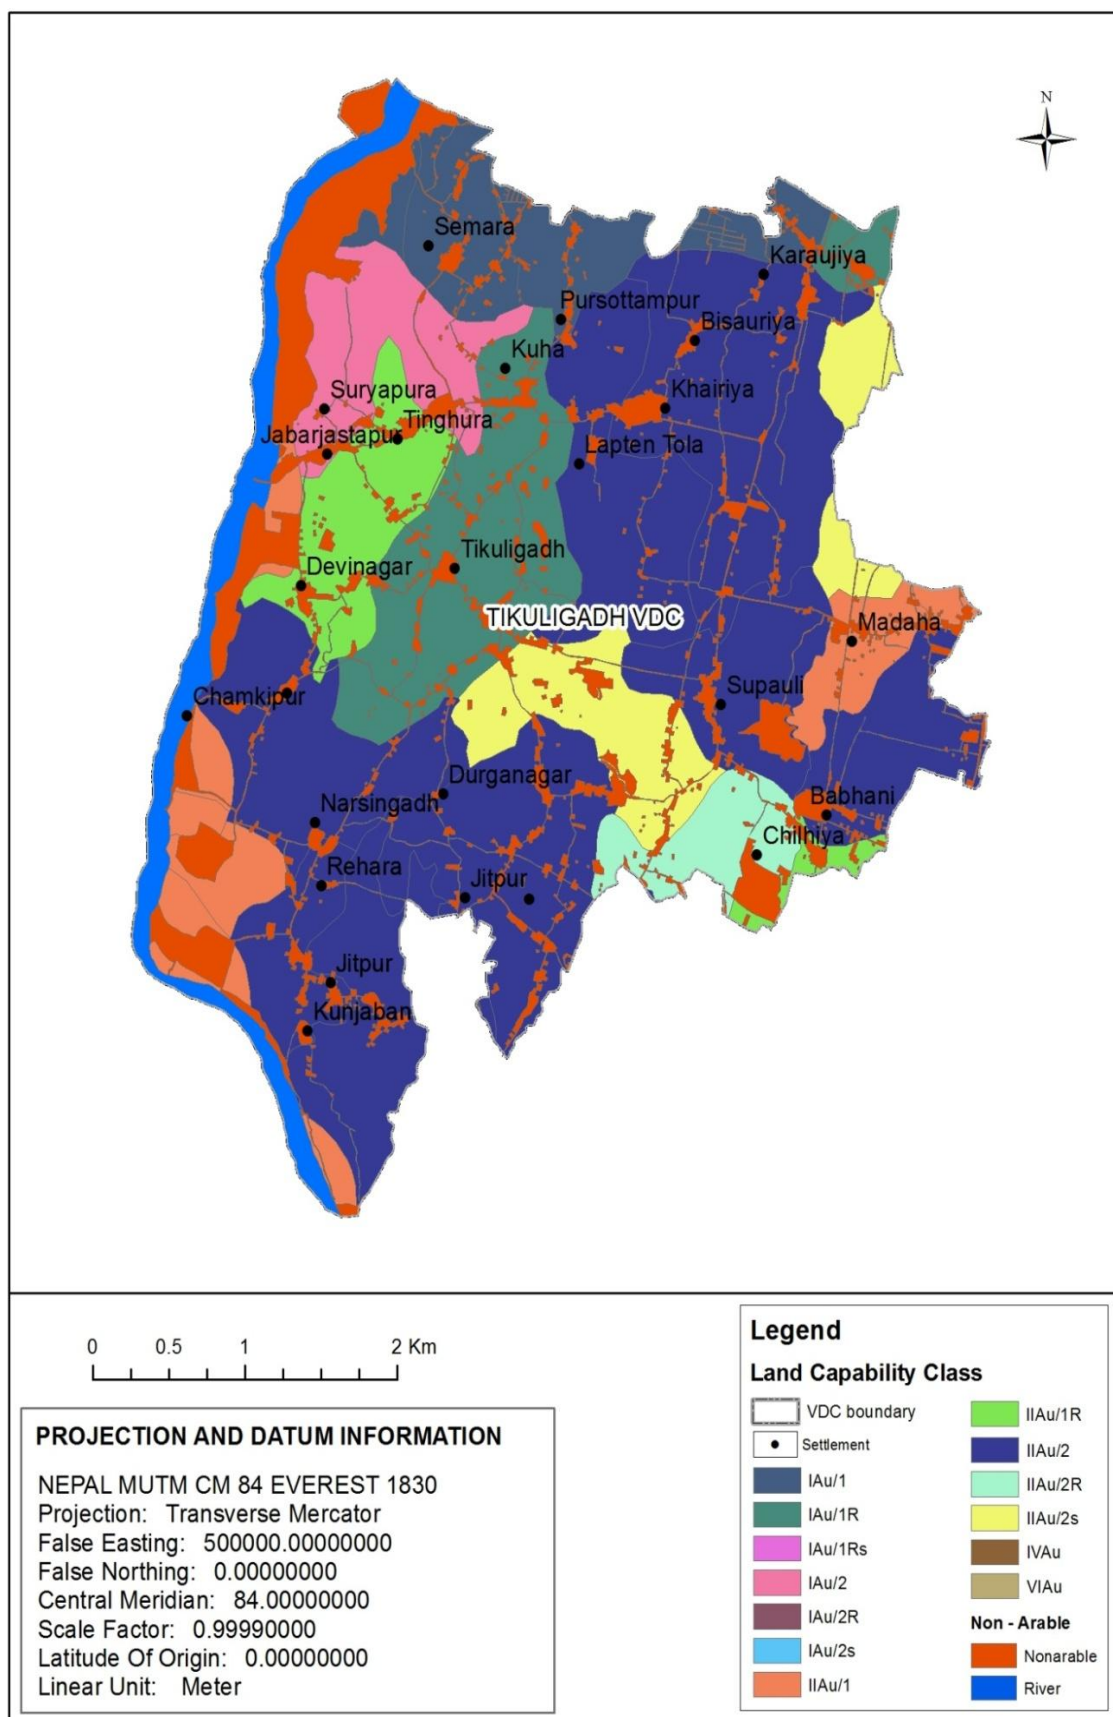 N
Semara
Karaujiya
Pursottampur
Bisauriya
Kuha
Khairiya
Suryapura
Tinghura
Jabarjastapur
Lapten Tola
Tikuligadh
Devinagar
TIKULIGADH VDC
Madaha
Chamkipur
Supauli
Durganagar
Narsingadh
Babhani
Chilhiya
Rehara
Jitpur
Jitpur
Kunjaban
0 0.5 1 2 Km
PROJECTION AND DATUM INFORMATION
NEPAL MUTM CM 84 EVEREST 1830
Projection: Transverse Mercator
False Easting: 500000.00000000
False Northing: 0.00000000
Central Meridian: 84.00000000
Scale Factor: 0.99990000
Latitude Of Origin: 0.00000000
Linear Unit: Meter
Legend
Land Capability Class
VDC boundary
Settlement
IAu/1
IAu/1R
IAu/1Rs
IAu/2
IAu/2R
IAu/2s
IIAu/1
IIAu/1R
IIAu/2
IIAu/2R
IIAu/2s
IVAu
VIAu
Non - Arable
Nonarable
River